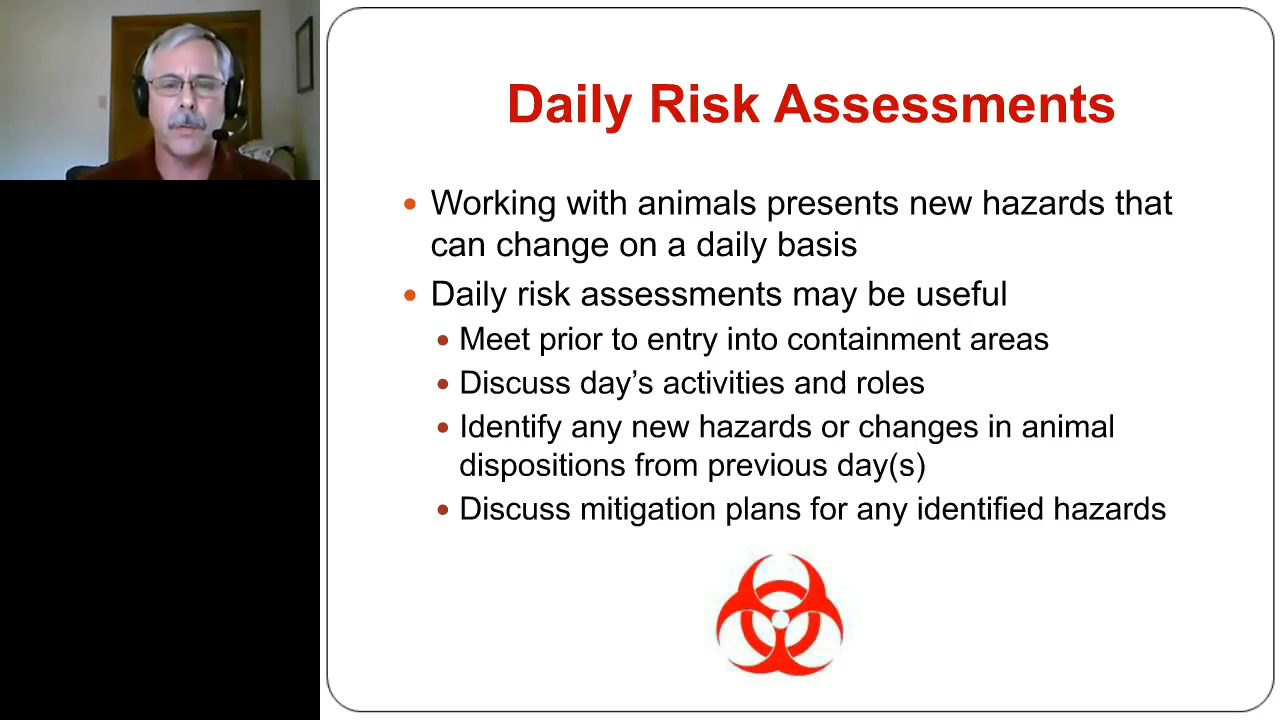 Daily Risk Assessments
• Working with animals presents new hazards that
can change on a daily basis
• Daily risk assessments may be useful
• Meet prior to entry into containment areas
• Discuss day’s activities and roles
• Identify any new hazards or changes in animal
dispositions from previous day(s)
• Discuss mitigation plans for any identified hazards